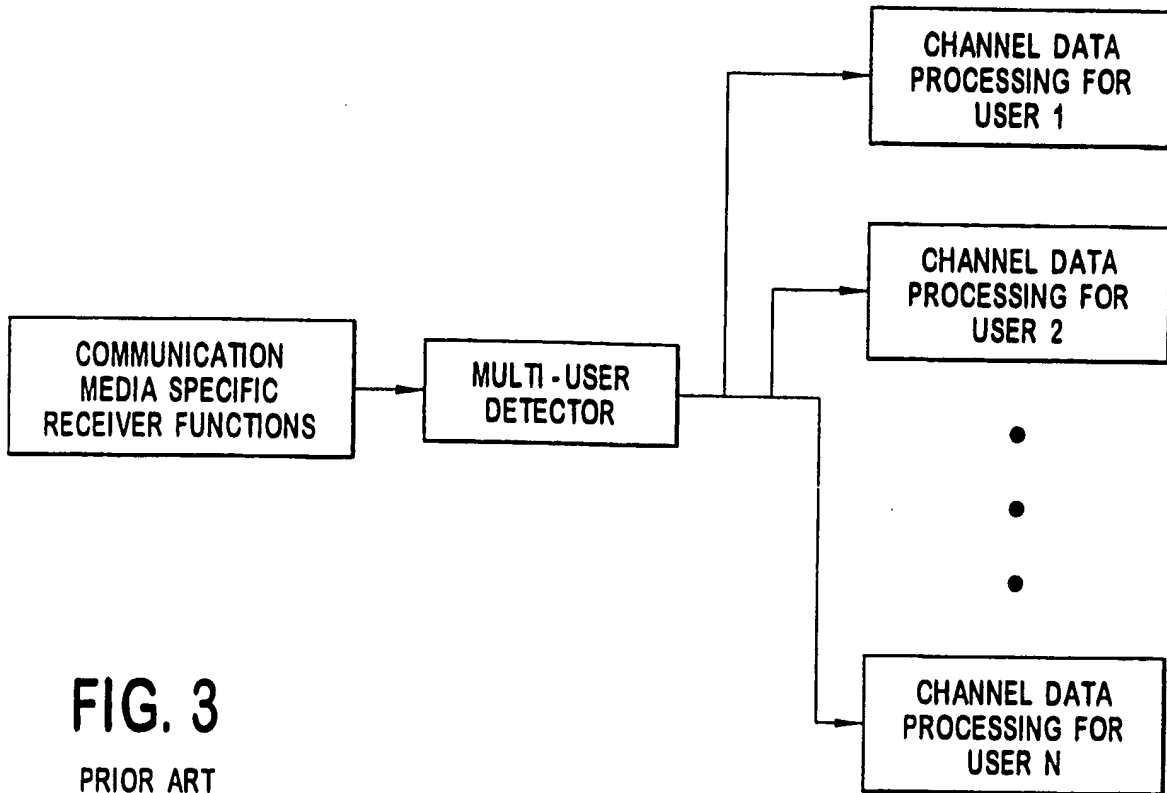 CHANNEL DATA
PROCESSING FOR
USER 1
CHANNEL DATA
PROCESSING FOR
USER 2
COMMUNICATION
MEDIA SPECIFIC
RECEIVER FUNCTIONS
MULTI-USER
DETECTOR
CHANNEL DATA
PROCESSING FOR
USER N
FIG. 3
PRIOR ART